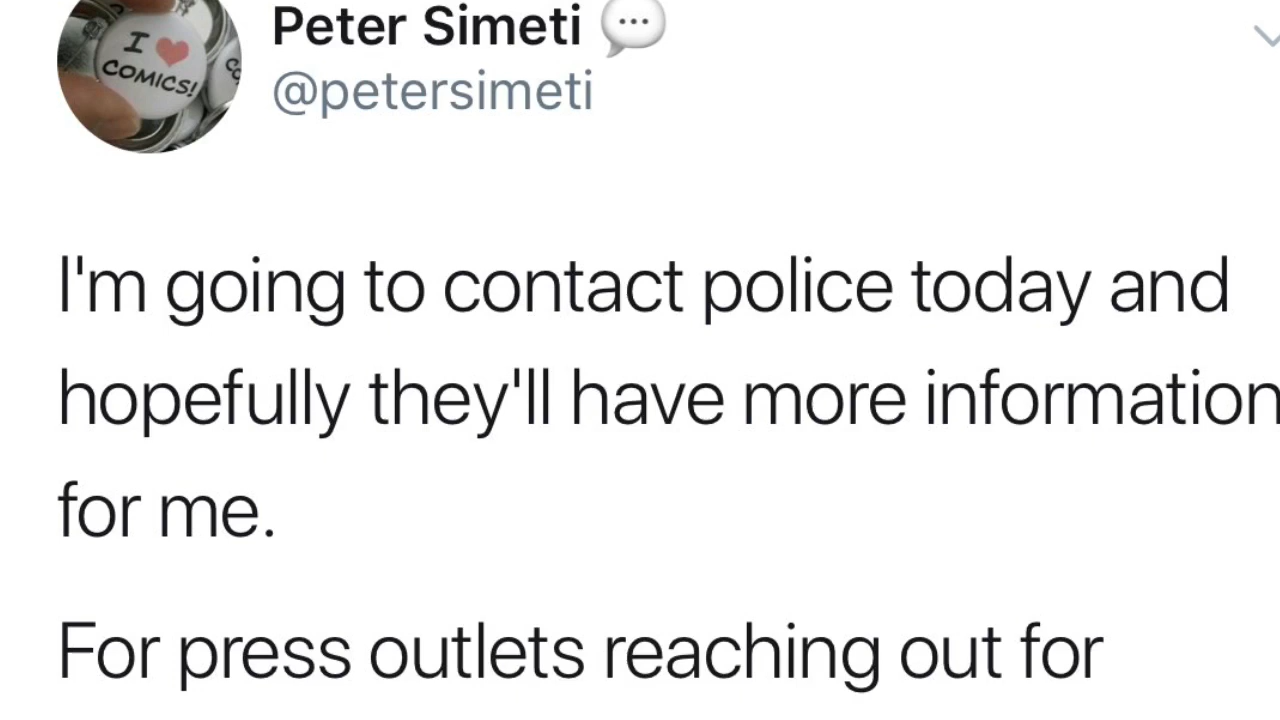 Peter Simeti 💬
@petersimeti
I ❤ COMICS!
I'm going to contact police today and
hopefully they'll have more information
for me.
For press outlets reaching out for